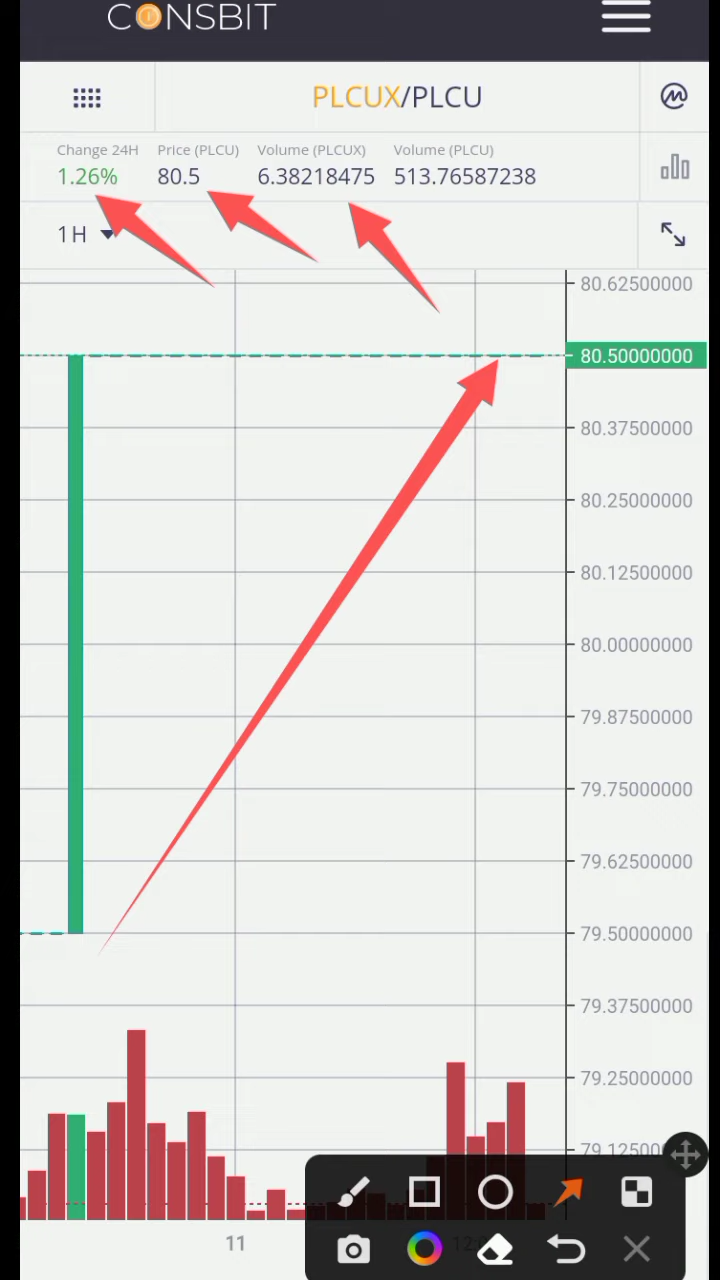 CONSBIT
PLCUX/PLCU
Change 24H Price (PLCU) Volume (PLCUX) Volume (PLCU)
1.26% 80.5 6.38218475 513.76587238
1H
80.62500000
80.50000000
80.37500000
80.25000000
80.12500000
80.00000000
79.87500000
79.75000000
79.62500000
79.50000000
79.37500000
79.25000000
11